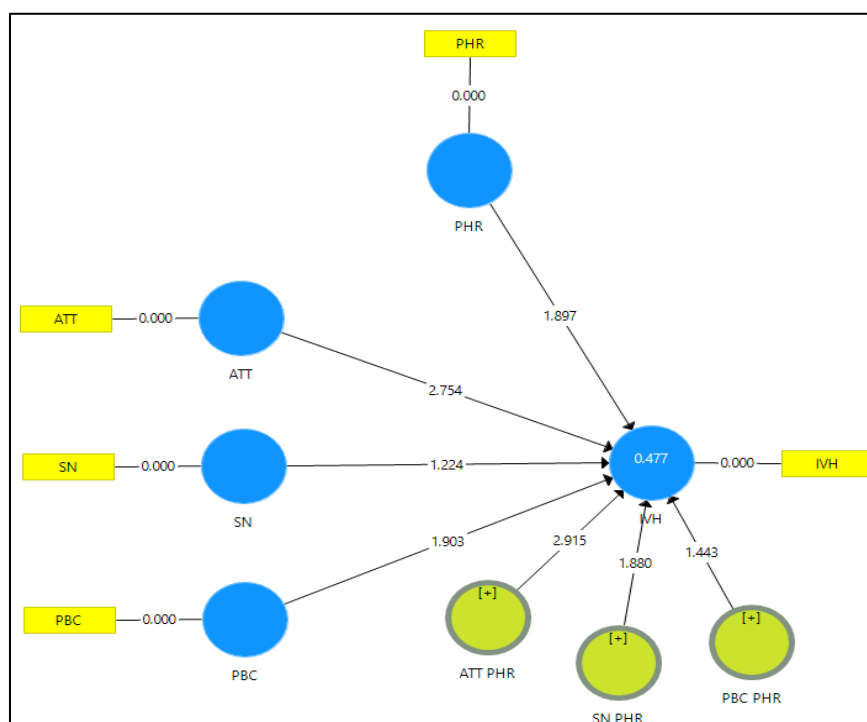 PHR
0.000
PHR
1.897
ATT
0.000
ATT
2.754
SN
0.000
SN
1.224
0.477
IVH
0.000
IVH
PBC
0.000
PBC
1.903
2.915
1.880
1.443
[+]
ATT PHR
[+]
SN PHR
[+]
PBC PHR